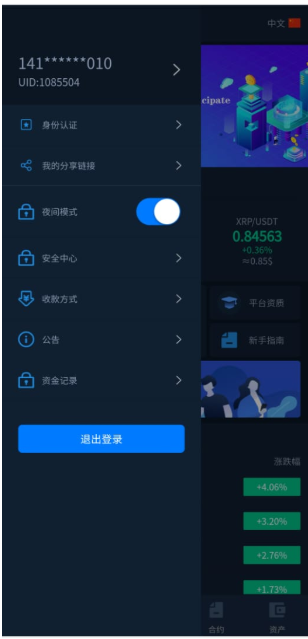 中文
141******010
UID:1085504
cipate
身份认证
我的分享链接
夜间模式
XRP/USDT
0.84563
+0.36%
≈0.85$
安全中心
收款方式
平台资质
公告
新手指南
资金记录
退出登录
涨跌幅
+4.06%
+3.20%
+2.76%
+1.73%
合约
资产